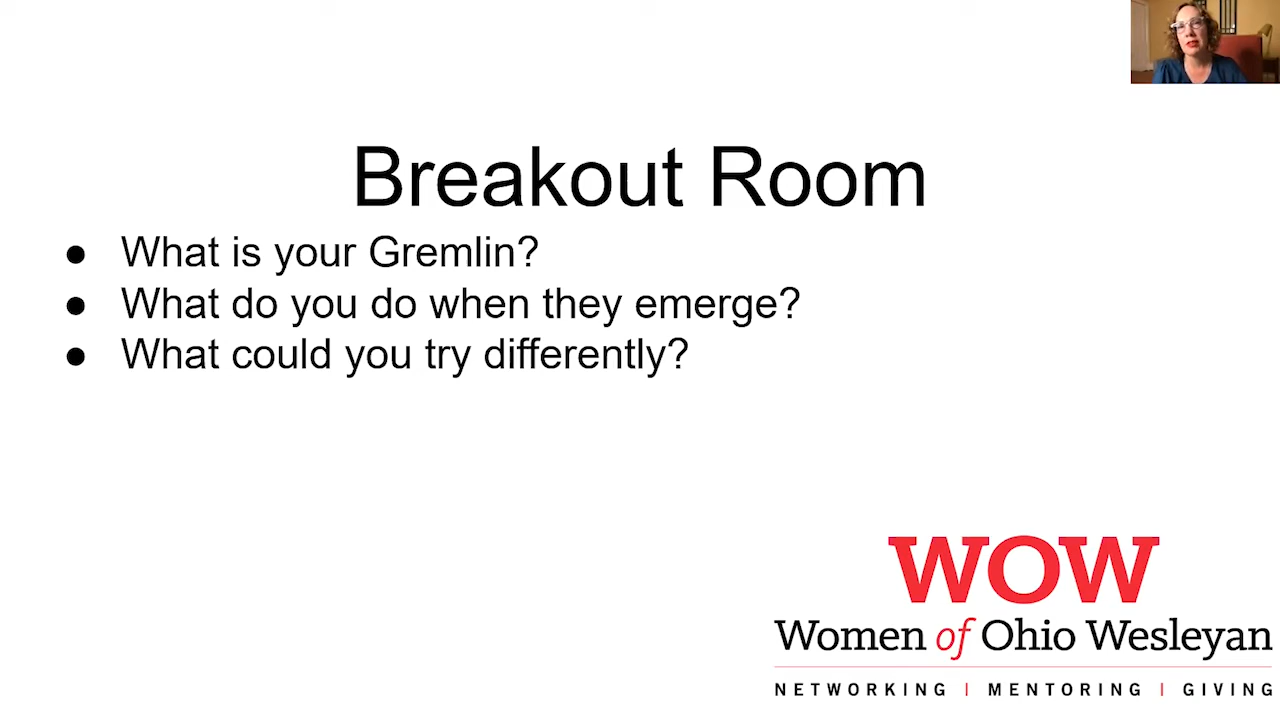 Breakout Room
● What is your Gremlin?
● What do you do when they emerge?
● What could you try differently?
WOW
Women of Ohio Wesleyan
NETWORKING | MENTORING | GIVING